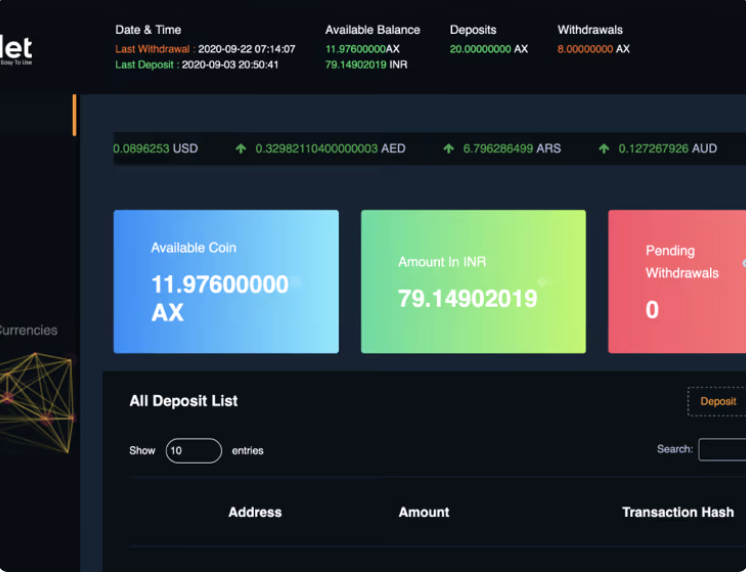 let
Easy To Use
Date & Time
Last Withdrawal : 2020-09-22 07:14:07
Last Deposit : 2020-09-03 20:50:41
Available Balance
11.97600000AX
79.14902019 INR
Deposits
20.00000000 AX
Withdrawals
8.00000000 AX
0.0896253 USD
0.32982110400000003 AED
6.796286499 ARS
0.127267926 AUD
Available Coin
11.97600000
AX
Amount In INR
79.14902019
Pending
Withdrawals
0
Currencies
All Deposit List
Deposit
Show 10 entries
Search:
Address Amount Transaction Hash